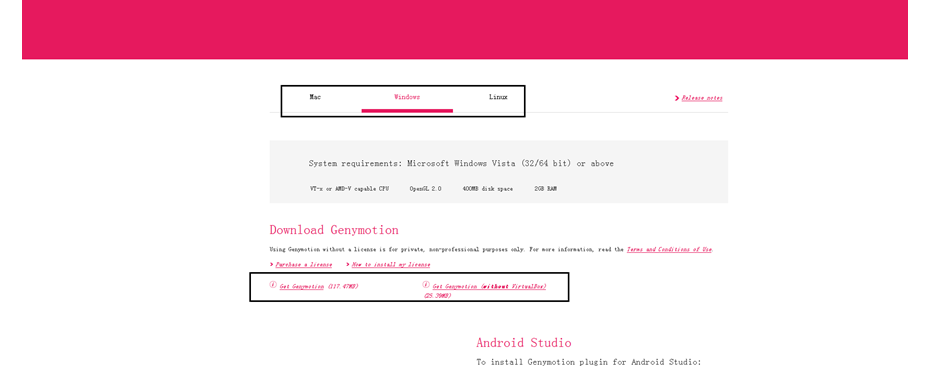 Mac Windows Linux Release notes
System requirements: Microsoft Windows Vista (32/64 bit) or above
VT-x or AMD-V capable CPU OpenGL 2.0 400MB disk space 2GB RAM
Download Genymotion
Using Genymotion without a license is for private, non-professional purposes only. For more information, read the Terms and Conditions of Use.
Purchase a license How to install my license
Get Genymotion (117.47MB) Get Genymotion (without VirtualBox)
(25.39MB)
Android Studio
To install Genymotion plugin for Android Studio: